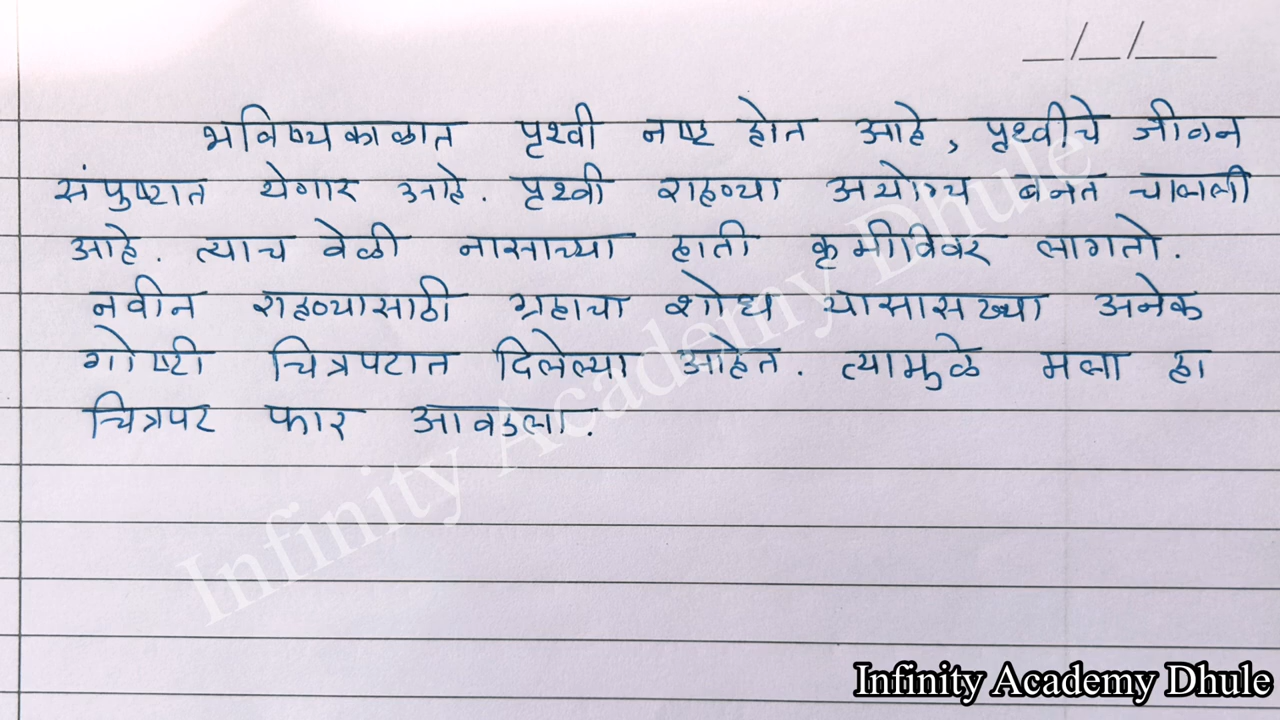 __/__/____
भविष्यकाळात पृथ्वी नष्ट होत आहे, पृथ्वीचे जीवन
संपुष्टात येणार आहे. पृथ्वी राहण्या अयोग्य बनत चालली
आहे. त्याच वेळी नासाच्या हाती कृमीविवर लागतो.
नवीन राहण्यासाठी ग्रहाचा शोध यासारख्या अनेक
गोष्टी चित्रपटात दिलेल्या आहेत. त्यामुळे मला हा
चित्रपट फार आवडला.
Infinity Academy Dhule
Infinity Academy Dhule